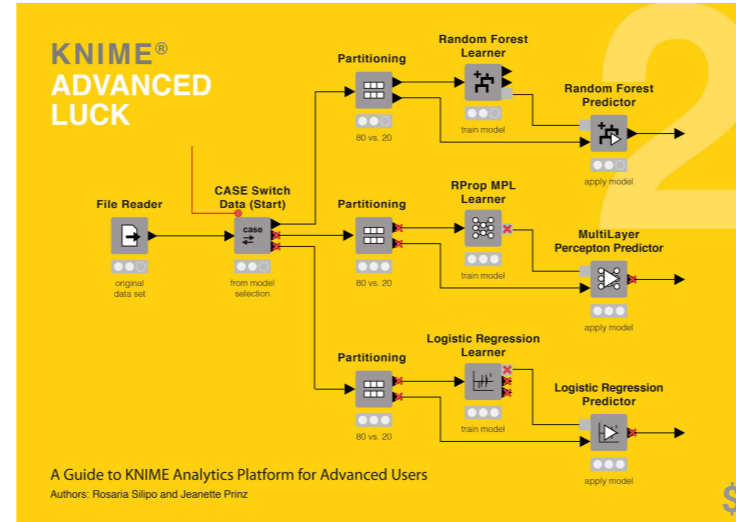 KNIME®
ADVANCED
LUCK
2
Random Forest
Learner
Partitioning
Random Forest
Predictor
80 vs. 20
train model
apply model
CASE Switch
Data (Start)
File Reader
Partitioning
RProp MPL
Learner
MultiLayer
Percepton Predictor
case
original
data set
from model
selection
80 vs. 20
train model
apply model
Logistic Regression
Learner
Partitioning
Logistic Regression
Predictor
80 vs. 20
train model
apply model
A Guide to KNIME Analytics Platform for Advanced Users
Authors: Rosaria Silipo and Jeanette Prinz
$